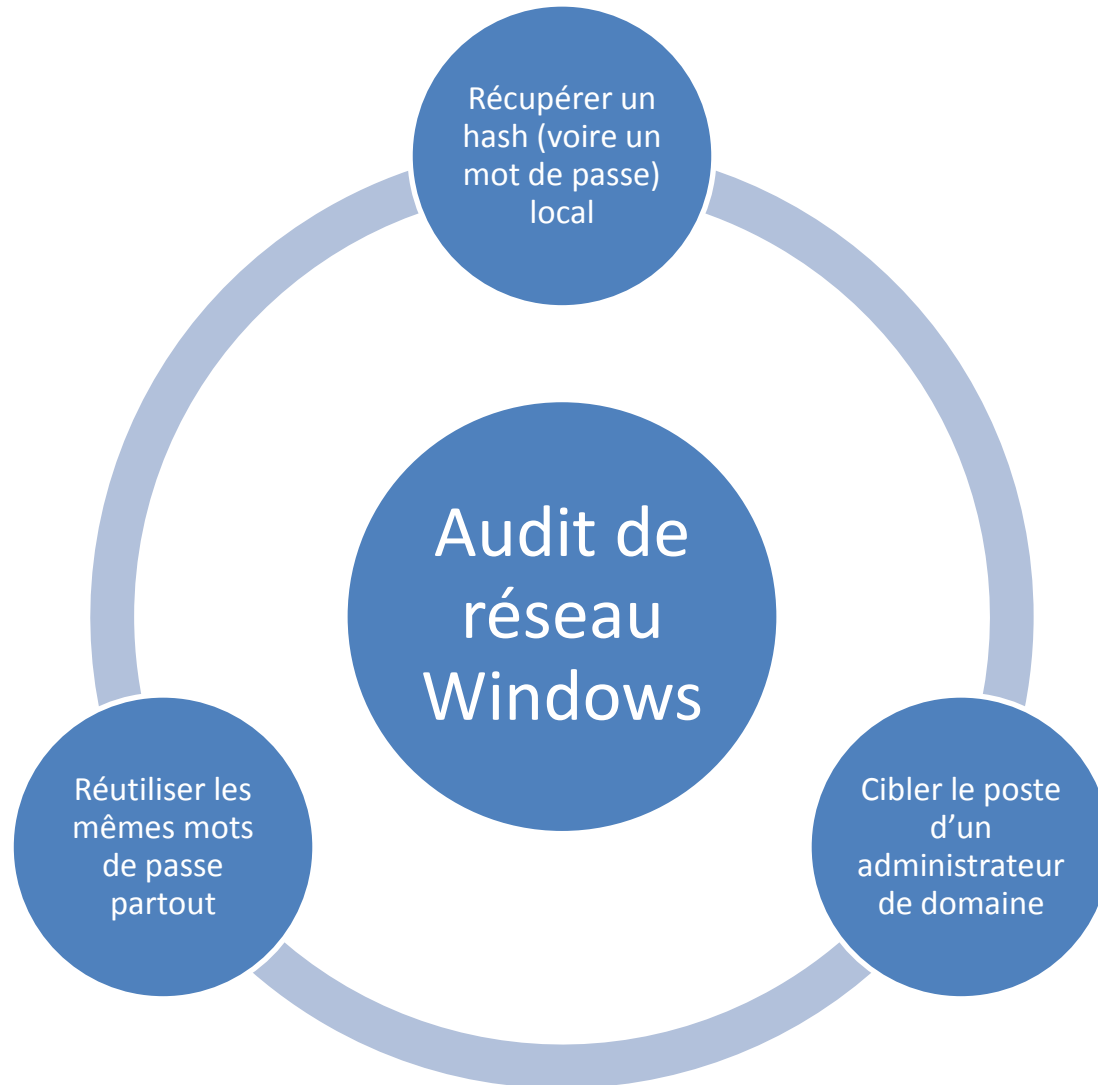 Récupérer un
hash (voire un
mot de passe)
local
Audit de
réseau
Windows
Réutiliser les
mêmes mots
de passe
partout
Cibler le poste
d’un
administrateur
de domaine